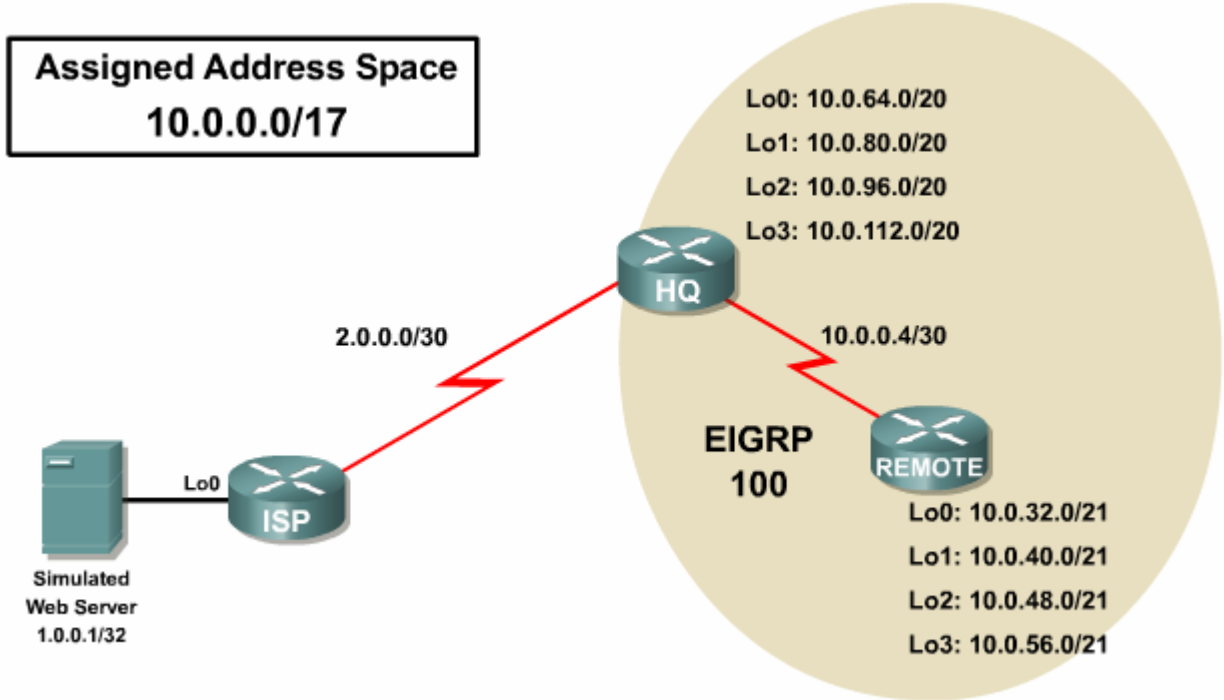 Assigned Address Space
10.0.0.0/17
Lo0: 10.0.64.0/20
Lo1: 10.0.80.0/20
Lo2: 10.0.96.0/20
Lo3: 10.0.112.0/20
HQ
2.0.0.0/30
10.0.0.4/30
EIGRP
100
REMOTE
Lo0
ISP
Lo0: 10.0.32.0/21
Lo1: 10.0.40.0/21
Lo2: 10.0.48.0/21
Lo3: 10.0.56.0/21
Simulated
Web Server
1.0.0.1/32